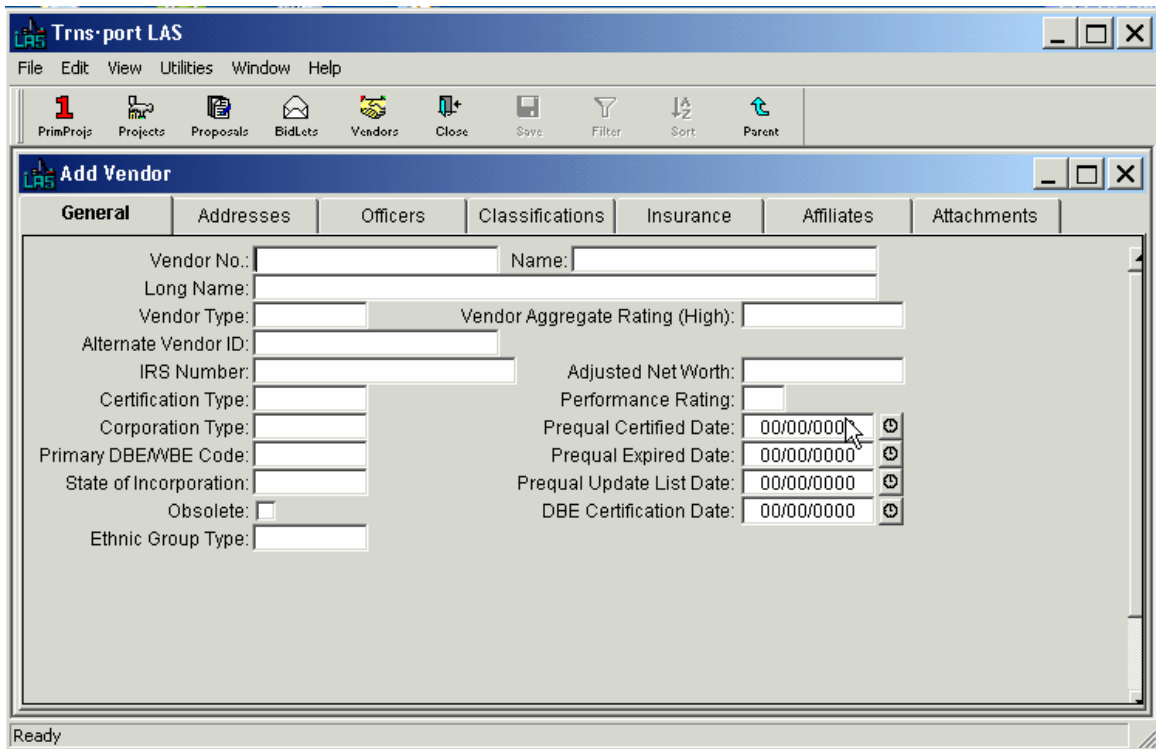 Trns·port LAS
File Edit View Utilities Window Help
PrimProjs Projects Proposals BidLets Vendors Close Save Filter Sort Parent
Add Vendor
General Addresses Officers Classifications Insurance Affiliates Attachments
Vendor No.: Name:
Long Name:
Vendor Type: Vendor Aggregate Rating (High):
Alternate Vendor ID:
IRS Number: Adjusted Net Worth:
Certification Type: Performance Rating:
Corporation Type: Prequal Certified Date: 00/00/0000
Primary DBE/WBE Code: Prequal Expired Date: 00/00/0000
State of Incorporation: Prequal Update List Date: 00/00/0000
Obsolete: DBE Certification Date: 00/00/0000
Ethnic Group Type:
Ready